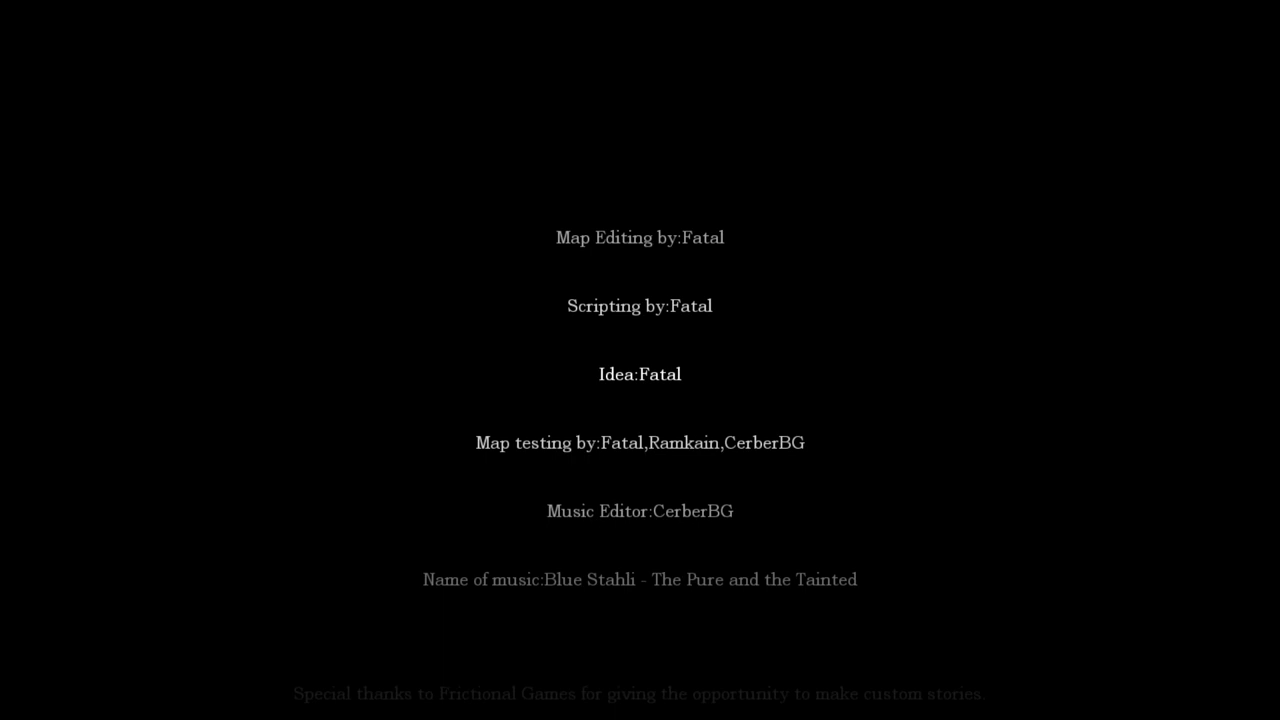 Map Editing by:Fatal
Scripting by:Fatal
Idea:Fatal
Map testing by:Fatal,Ramkain,CerberBG
Music Editor:CerberBG
Name of music:Blue Stahli - The Pure and the Tainted
Special thanks to Frictional Games for giving the opportunity to make custom stories.